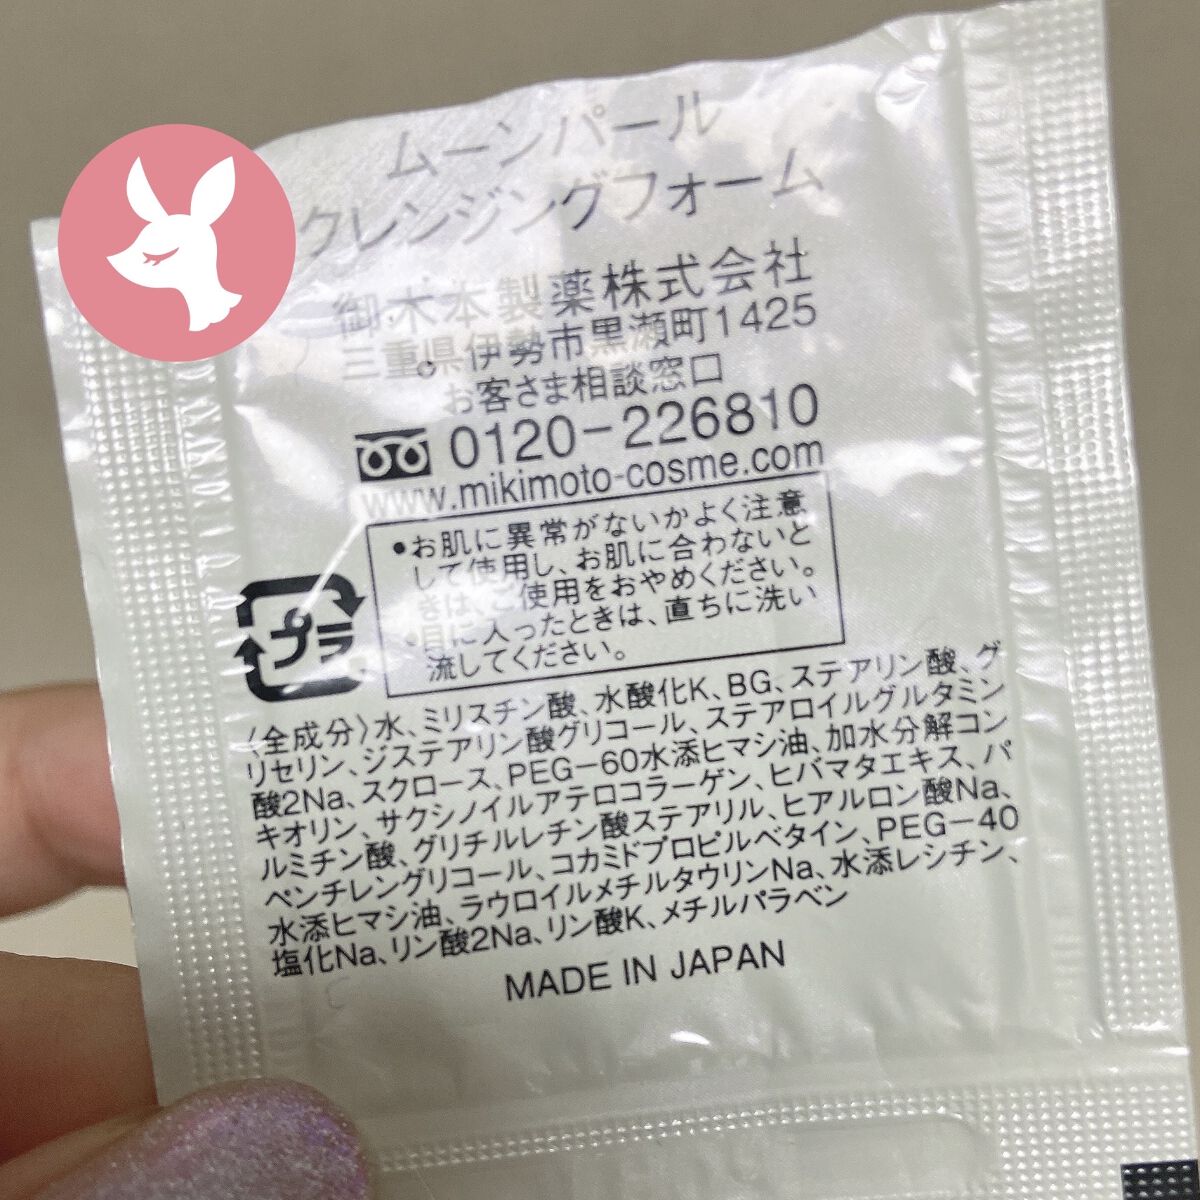 ムーンパール
クレンジングフォーム
御木本製薬株式会社
三重県伊勢市黒瀬町1425
お客さま相談窓口
0120-226810
www.mikimoto-cosme.com
●お肌に異常がないかよく注意
して使用し、お肌に合わないと
きは、ご使用をおやめください。
●目に入ったときは、直ちに洗い
流してください。
プラ
〈全成分〉水、ミリスチン酸、水酸化K、BG、ステアリン酸、グ
リセリン、ジステアリン酸グリコール、ステアロイルグルタミン
酸2Na、スクロース、PEG-60水添ヒマシ油、加水分解コン
キオリン、サクシノイルアテロコラーゲン、ヒバマタエキス、パ
ルミチン酸、グリチルレチン酸ステアリル、ヒアルロン酸Na、
ペンチレングリコール、コカミドプロピルベタイン、PEG-40
水添ヒマシ油、ラウロイルメチルタウリンNa、水添レシチン、
塩化Na、リン酸2Na、リン酸K、メチルパラベン
MADE IN JAPAN